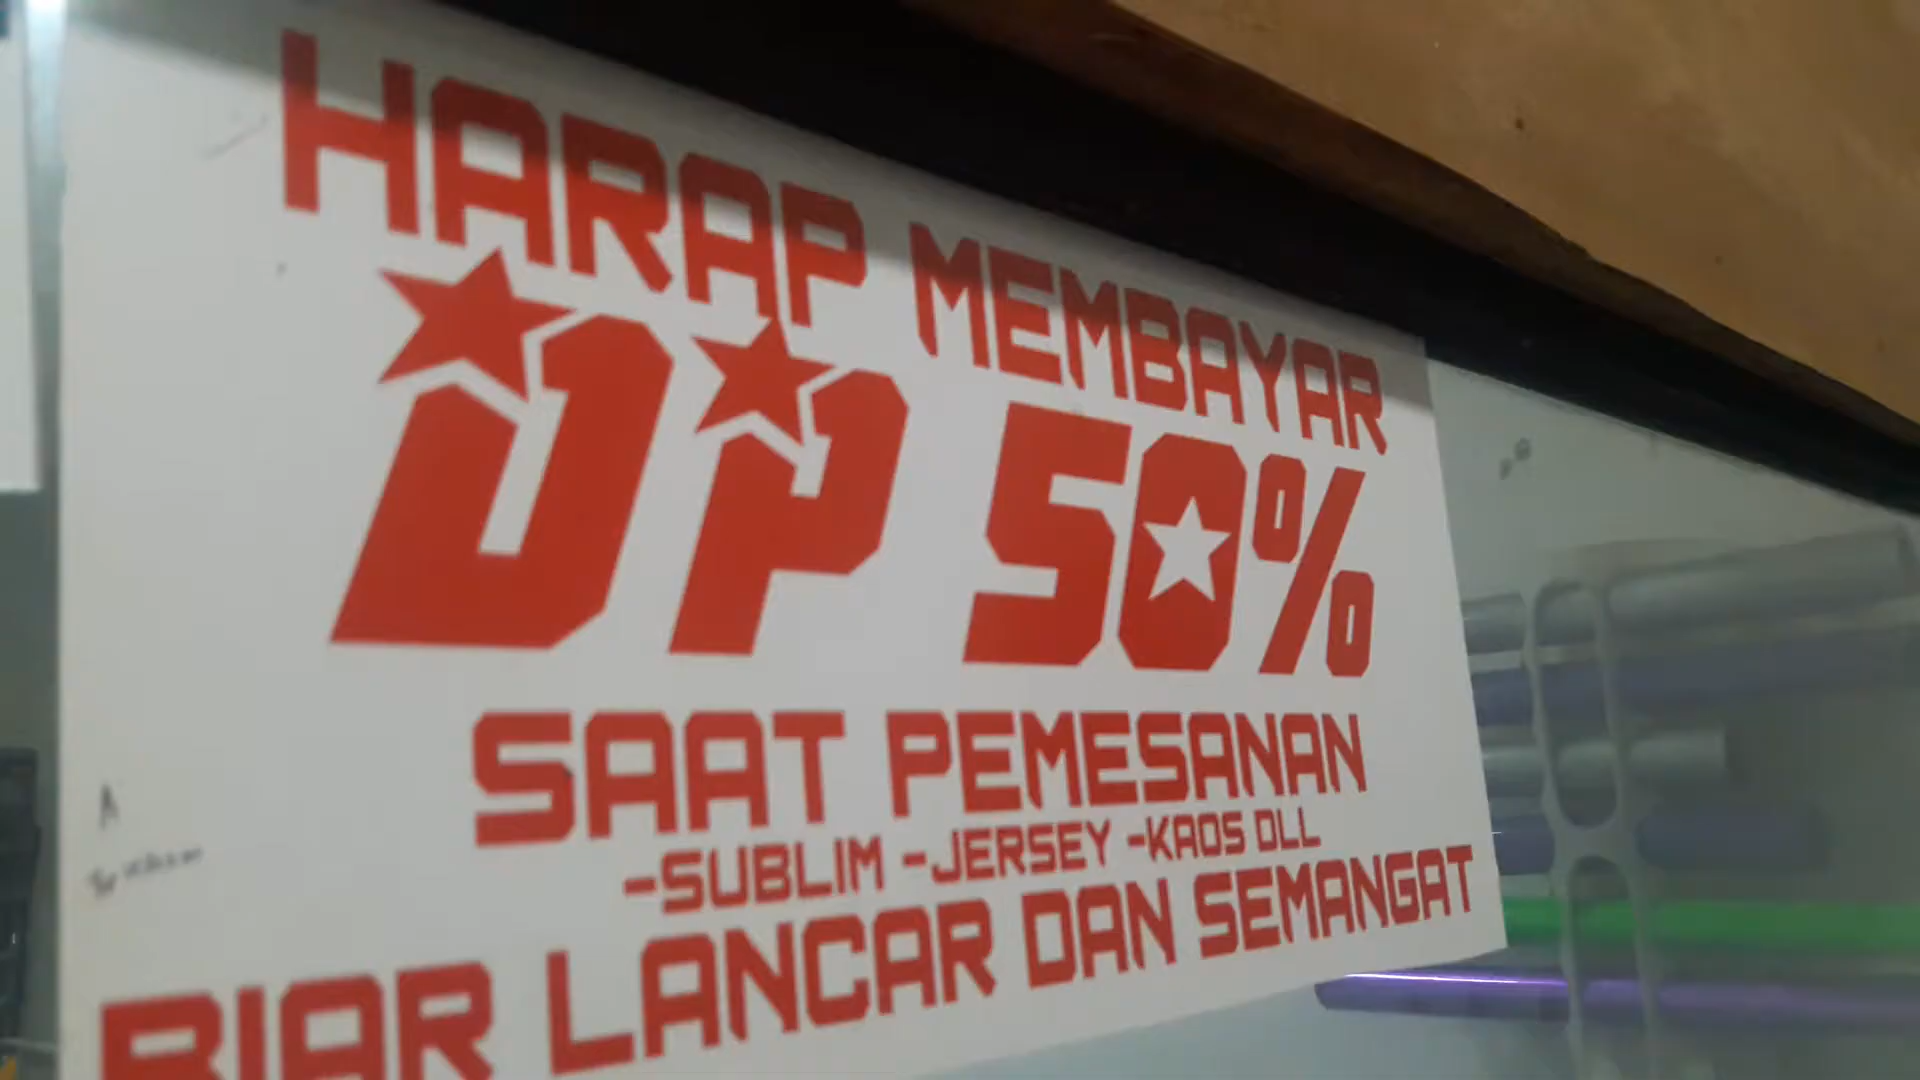 HARAP MEMBAYAR
DP 50%
SAAT PEMESANAN
-SUBLIM -JERSEY -KAOS DLL
BIAR LANCAR DAN SEMANGAT
A